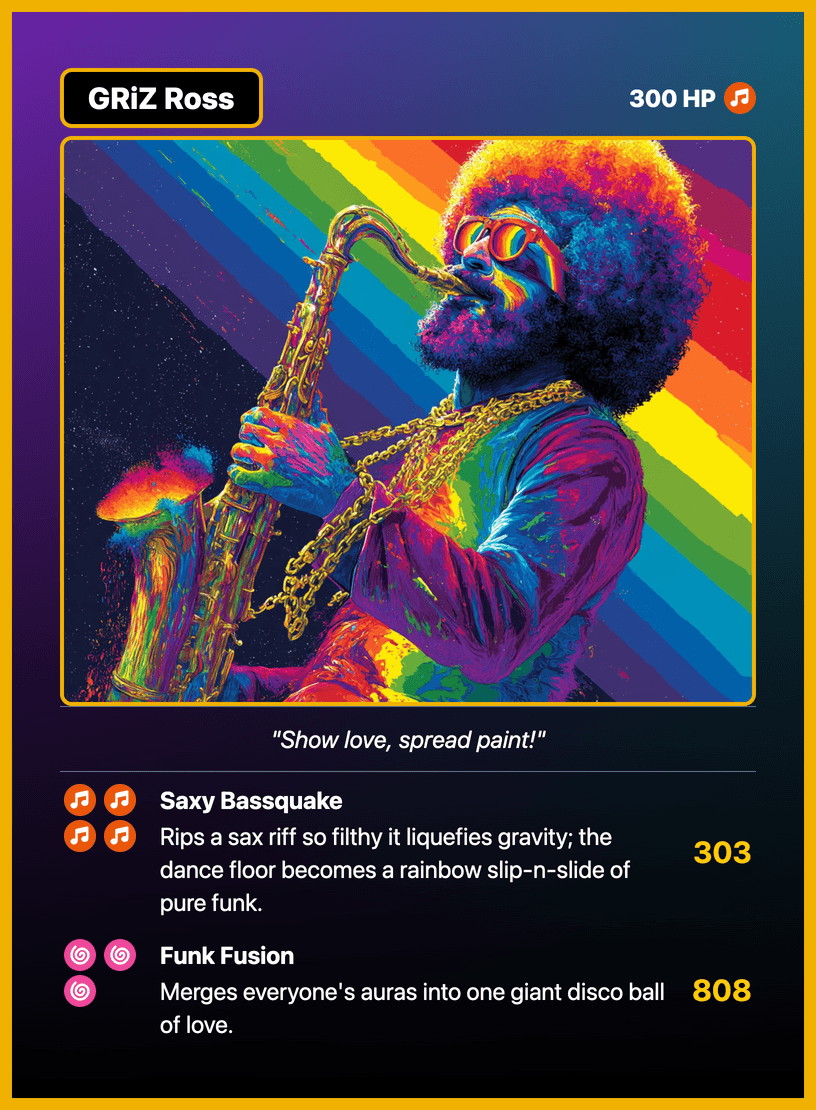 GRiZ Ross
300 HP
"Show love, spread paint!"
Saxy Bassquake
Rips a sax riff so filthy it liquefies gravity; the
dance floor becomes a rainbow slip-n-slide of
pure funk.
303
Funk Fusion
Merges everyone's auras into one giant disco ball
of love.
808